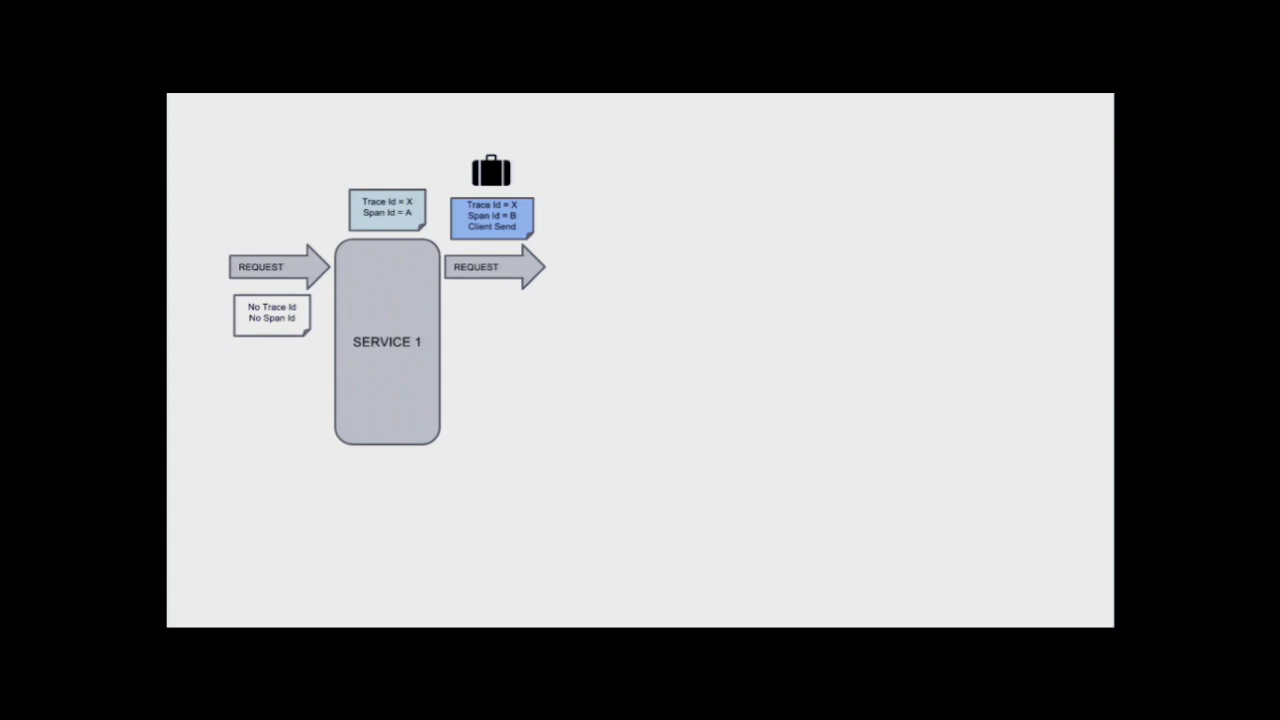 Trace Id = X
Span Id = A
Trace Id = X
Span Id = B
Client Send
REQUEST
REQUEST
No Trace Id
No Span Id
SERVICE 1